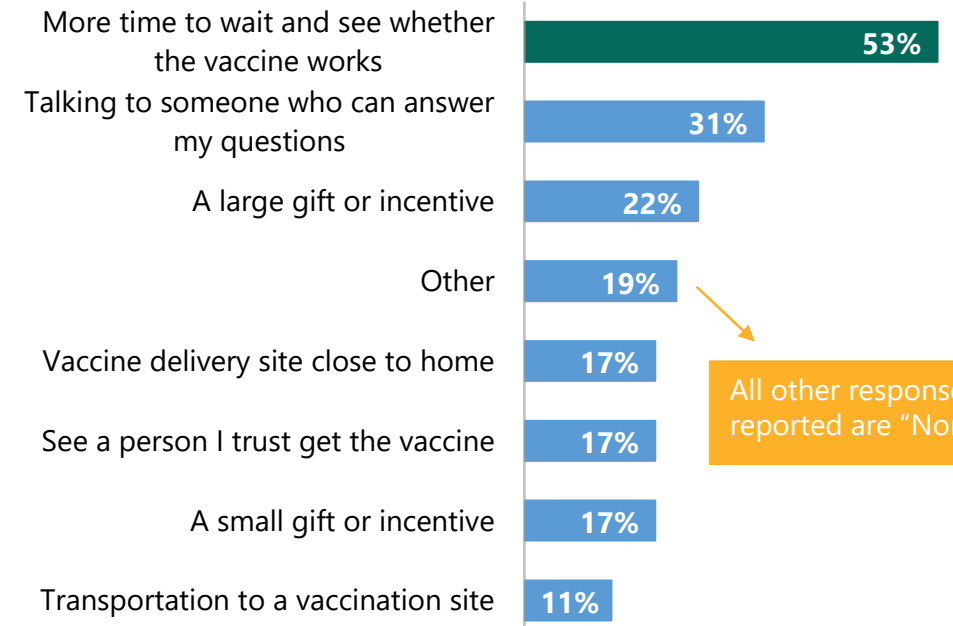 More time to wait and see whether
the vaccine works
53%
Talking to someone who can answer
my questions
31%
A large gift or incentive
22%
Other
19%
Vaccine delivery site close to home
17%
All other
reported are
See a person I trust get the vaccine
17%
A small gift or incentive
17%
Transportation to a vaccination site
11%